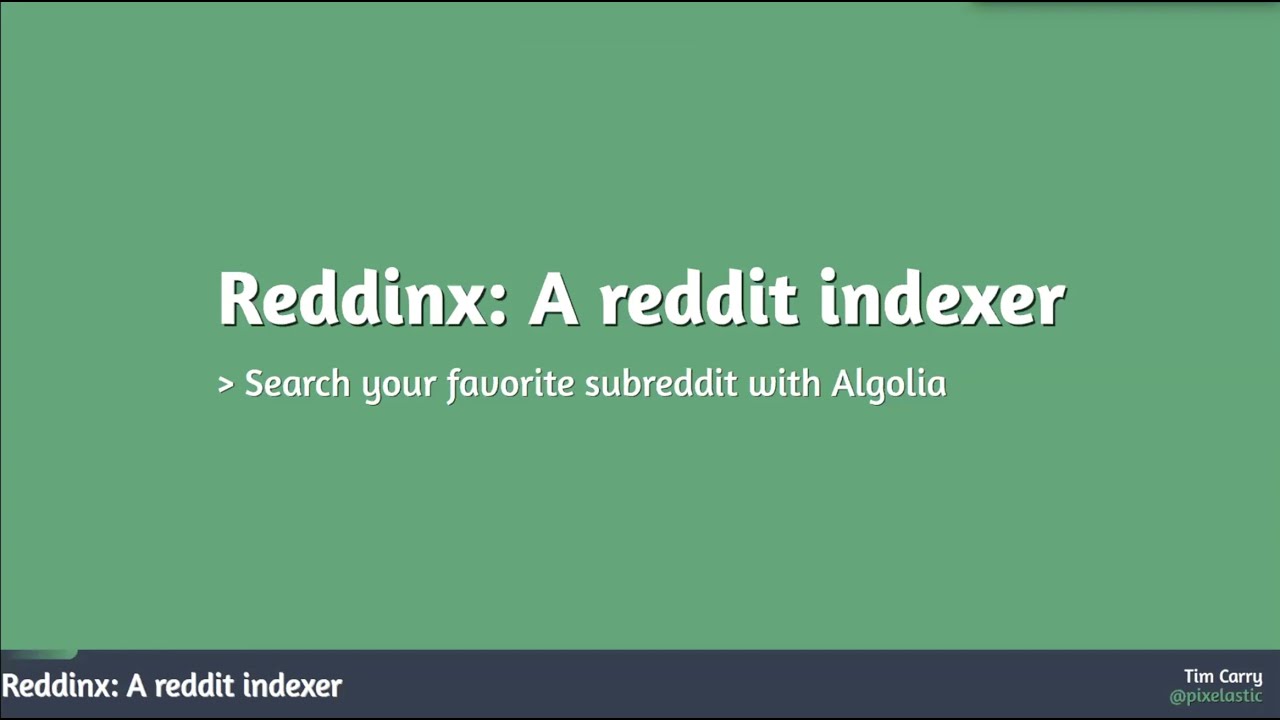 Reddinx: A reddit indexer
> Search your favorite subreddit with Algolia
Reddinx: A reddit indexer
Tim Carry
@pixelastic